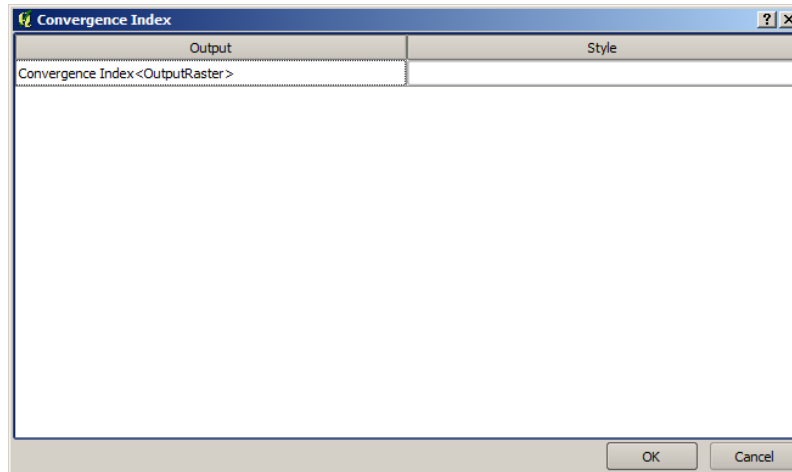 Convergence Index
Output Style
Convergence Index<OutputRaster>
OK Cancel